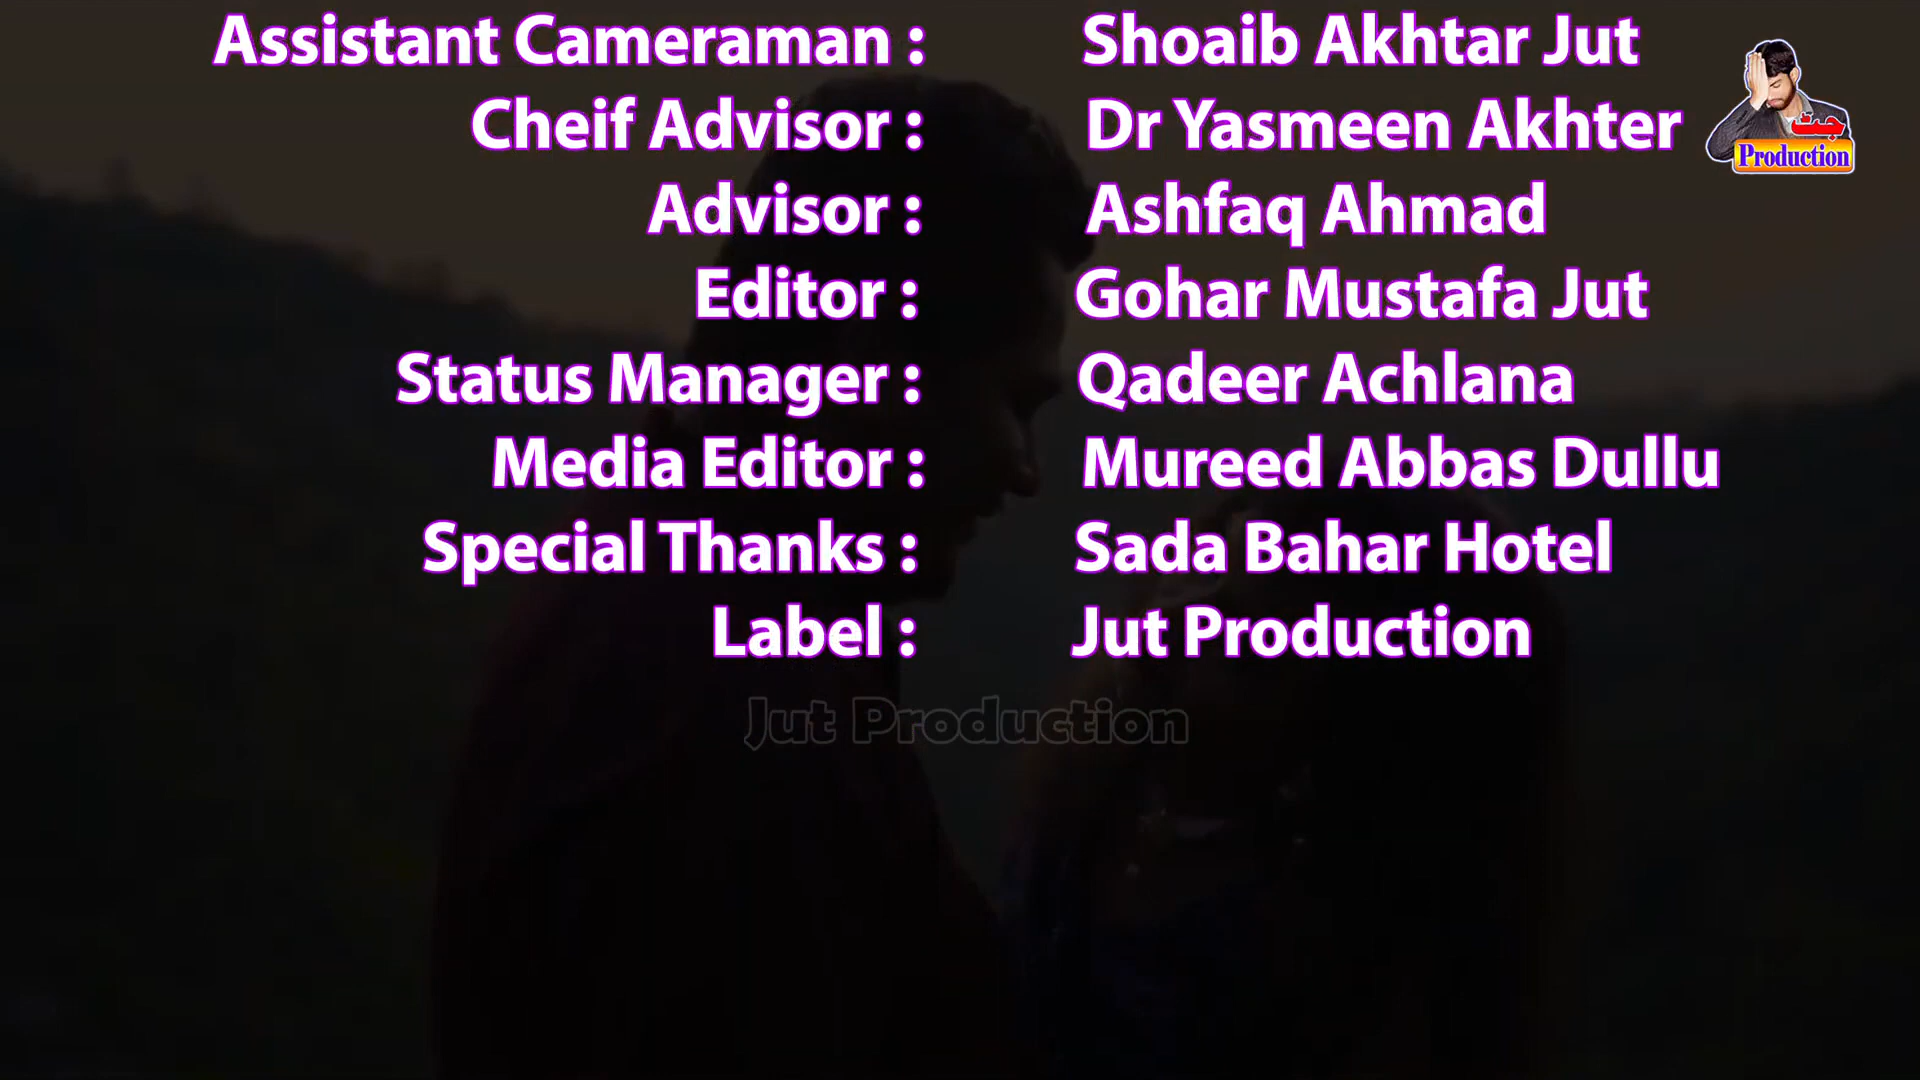 Assistant Cameraman : Shoaib Akhtar Jut
Cheif Advisor : Dr Yasmeen Akhter
Advisor : Ashfaq Ahmad
Editor : Gohar Mustafa Jut
Status Manager : Qadeer Achlana
Media Editor : Mureed Abbas Dullu
Special Thanks : Sada Bahar Hotel
Label : Jut Production
جٹ
Production
Jut Production